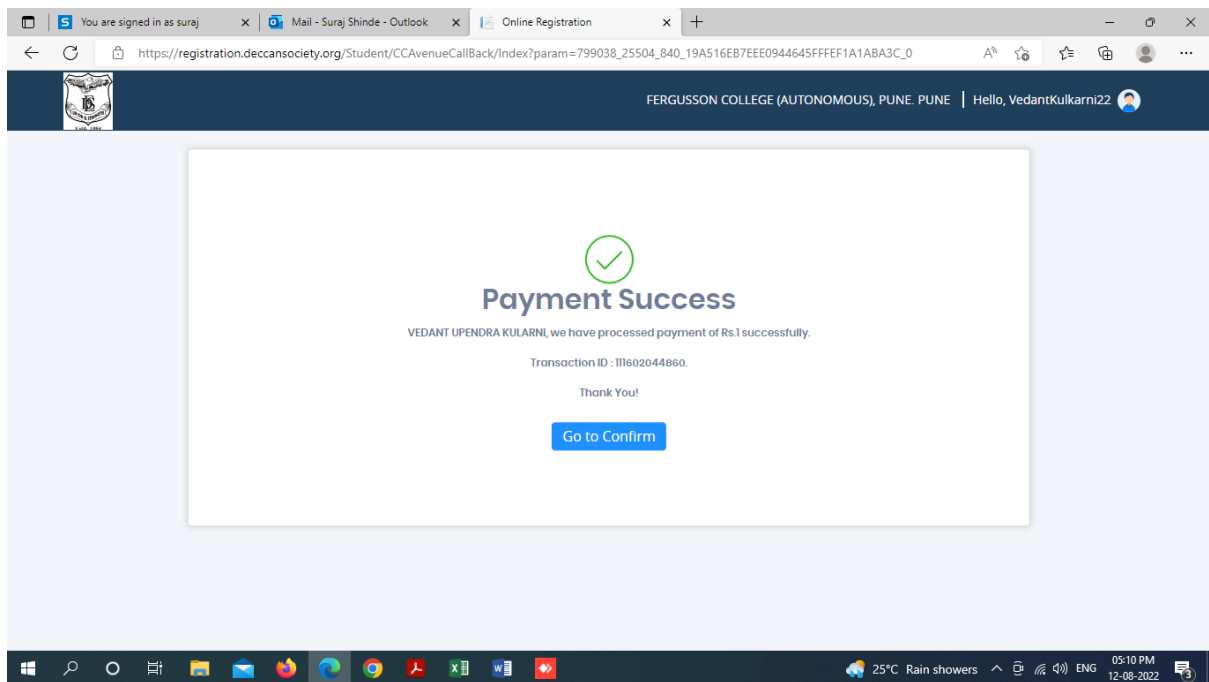 You are signed in as suraj
Mail - Suraj Shinde - Outlook
Online Registration
https://registration.deccansociety.org/Student/CCAvenueCallBack/Index?param=799038_25504_840_19A516EB7EEE0944645FFFEF1A1ABA3C_0
FERGUSSON COLLEGE (AUTONOMOUS), PUNE. PUNE | Hello, VedantKulkarni22
Payment Success
VEDANT UPENDRA KULARNI, we have processed payment of Rs.1 successfully.
Transaction ID : 111602044860.
Thank You!
Go to Confirm
25°C Rain showers
ENG
05:10 PM
12-08-2022
3